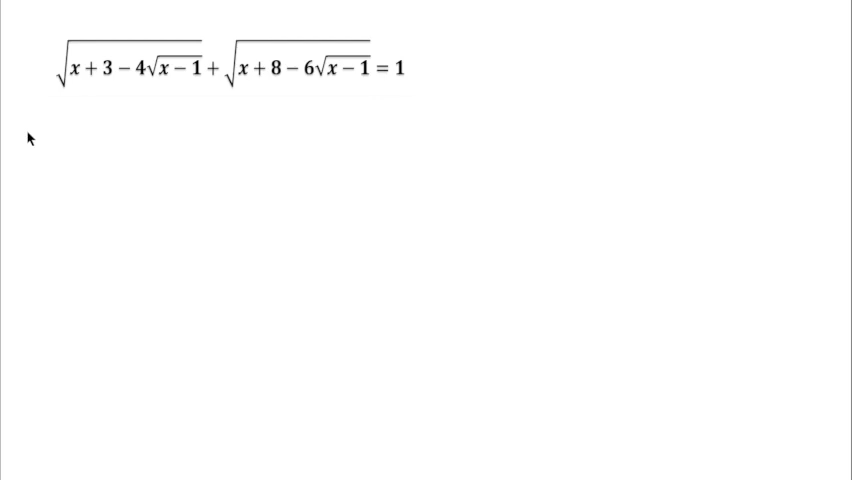 √(x + 3 − 4√(x − 1)) + √(x + 8 − 6√(x − 1)) = 1